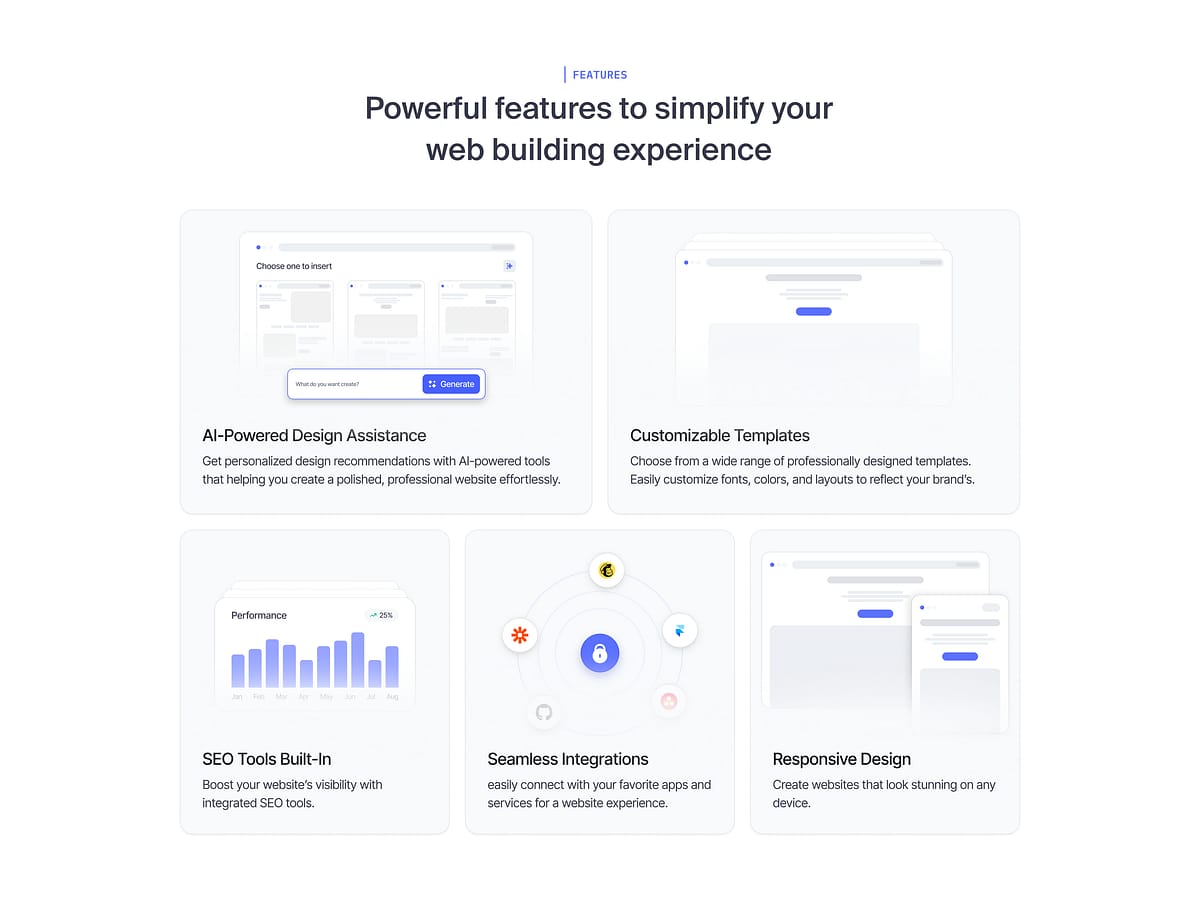 FEATURES
Powerful features to simplify your
web building experience
Choose one to insert
What do you want create?
Generate
AI-Powered Design Assistance
Get personalized design recommendations with AI-powered tools
that helping you create a polished, professional website effortlessly.
Customizable Templates
Choose from a wide range of professionally designed templates.
Easily customize fonts, colors, and layouts to reflect your brand's.
Performance
25%
Jan Feb Mar Apr May Jun Jul Aug
SEO Tools Built-In
Boost your website's visibility with
integrated SEO tools.
Seamless Integrations
easily connect with your favorite apps and
services for a website experience.
Responsive Design
Create websites that look stunning on any
device.